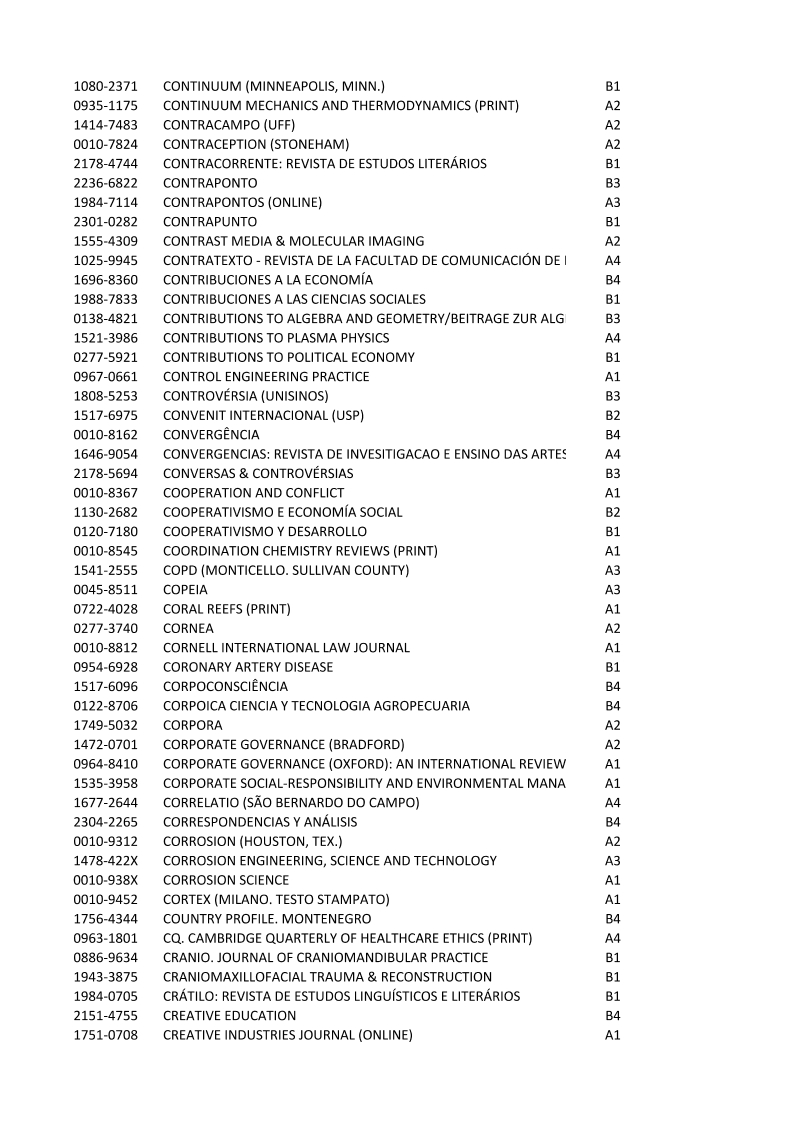 1080-2371 CONTINUUM (MINNEAPOLIS, MINN.) B1
0935-1175 CONTINUUM MECHANICS AND THERMODYNAMICS (PRINT) A2
1414-7483 CONTRACAMPO (UFF) A2
0010-7824 CONTRACEPTION (STONEHAM) A2
2178-4744 CONTRACORRENTE: REVISTA DE ESTUDOS LITERÁRIOS B1
2236-6822 CONTRAPONTO B3
1984-7114 CONTRAPONTOS (ONLINE) A3
2301-0282 CONTRAPUNTO B1
1555-4309 CONTRAST MEDIA & MOLECULAR IMAGING A2
1025-9945 CONTRATEXTO - REVISTA DE LA FACULTAD DE COMUNICACIÓN DE A4
1696-8360 CONTRIBUCIONES A LA ECONOMÍA B4
1988-7833 CONTRIBUCIONES A LAS CIENCIAS SOCIALES B1
0138-4821 CONTRIBUTIONS TO ALGEBRA AND GEOMETRY/BEITRAGE ZUR ALG B3
1521-3986 CONTRIBUTIONS TO PLASMA PHYSICS A4
0277-5921 CONTRIBUTIONS TO POLITICAL ECONOMY B1
0967-0661 CONTROL ENGINEERING PRACTICE A1
1808-5253 CONTROVÉRSIA (UNISINOS) B3
1517-6975 CONVENIT INTERNACIONAL (USP) B2
0010-8162 CONVERGÊNCIA B4
1646-9054 CONVERGENCIAS: REVISTA DE INVESITIGACAO E ENSINO DAS ARTES A4
2178-5694 CONVERSAS & CONTROVÉRSIAS B3
0010-8367 COOPERATION AND CONFLICT A1
1130-2682 COOPERATIVISMO E ECONOMÍA SOCIAL B2
0120-7180 COOPERATIVISMO Y DESARROLLO B1
0010-8545 COORDINATION CHEMISTRY REVIEWS (PRINT) A1
1541-2555 COPD (MONTICELLO. SULLIVAN COUNTY) A3
0045-8511 COPEIA A3
0722-4028 CORAL REEFS (PRINT) A1
0277-3740 CORNEA A2
0010-8812 CORNELL INTERNATIONAL LAW JOURNAL A1
0954-6928 CORONARY ARTERY DISEASE B1
1517-6096 CORPOCONSCIÊNCIA B4
0122-8706 CORPOICA CIENCIA Y TECNOLOGIA AGROPECUARIA B4
1749-5032 CORPORA A2
1472-0701 CORPORATE GOVERNANCE (BRADFORD) A2
0964-8410 CORPORATE GOVERNANCE (OXFORD): AN INTERNATIONAL REVIEW A1
1535-3958 CORPORATE SOCIAL-RESPONSIBILITY AND ENVIRONMENTAL MANA A1
1677-2644 CORRELATIO (SÃO BERNARDO DO CAMPO) A4
2304-2265 CORRESPONDENCIAS Y ANÁLISIS B4
0010-9312 CORROSION (HOUSTON, TEX.) A2
1478-422X CORROSION ENGINEERING, SCIENCE AND TECHNOLOGY A3
0010-938X CORROSION SCIENCE A1
0010-9452 CORTEX (MILANO. TESTO STAMPATO) A1
1756-4344 COUNTRY PROFILE. MONTENEGRO B4
0963-1801 CQ. CAMBRIDGE QUARTERLY OF HEALTHCARE ETHICS (PRINT) A4
0886-9634 CRANIO. JOURNAL OF CRANIOMANDIBULAR PRACTICE B1
1943-3875 CRANIOMAXILLOFACIAL TRAUMA & RECONSTRUCTION B1
1984-0705 CRÁTILO: REVISTA DE ESTUDOS LINGUÍSTICOS E LITERÁRIOS B1
2151-4755 CREATIVE EDUCATION B4
1751-0708 CREATIVE INDUSTRIES JOURNAL (ONLINE) A1